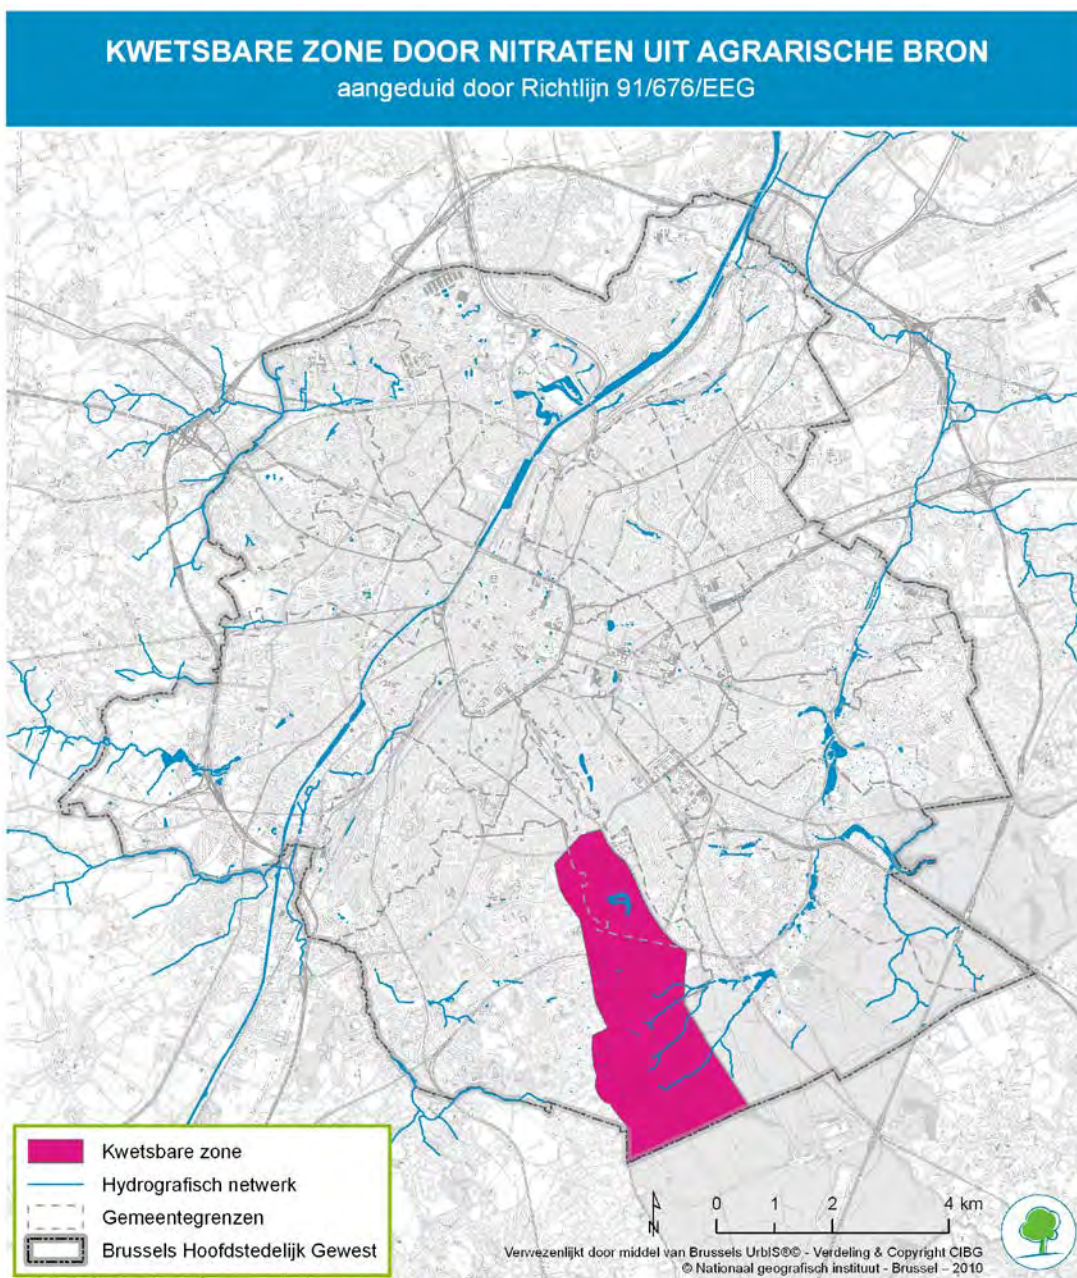 KWETSBARE ZONE DOOR NITRATEN UIT AGRARISCHE BRON
aangeduid door Richtlijn 91/676/EEG
Kwetsbare zone
Hydrografisch netwerk
Gemeentegrenzen
Brussels Hoofdstedelijk Gewest
N
0 1 2 4 km
Verwezenlijkt door middel van Brussels UrbIS®© - Verdeling & Copyright CIBG
© Nationaal geografisch instituut - Brussel – 2010